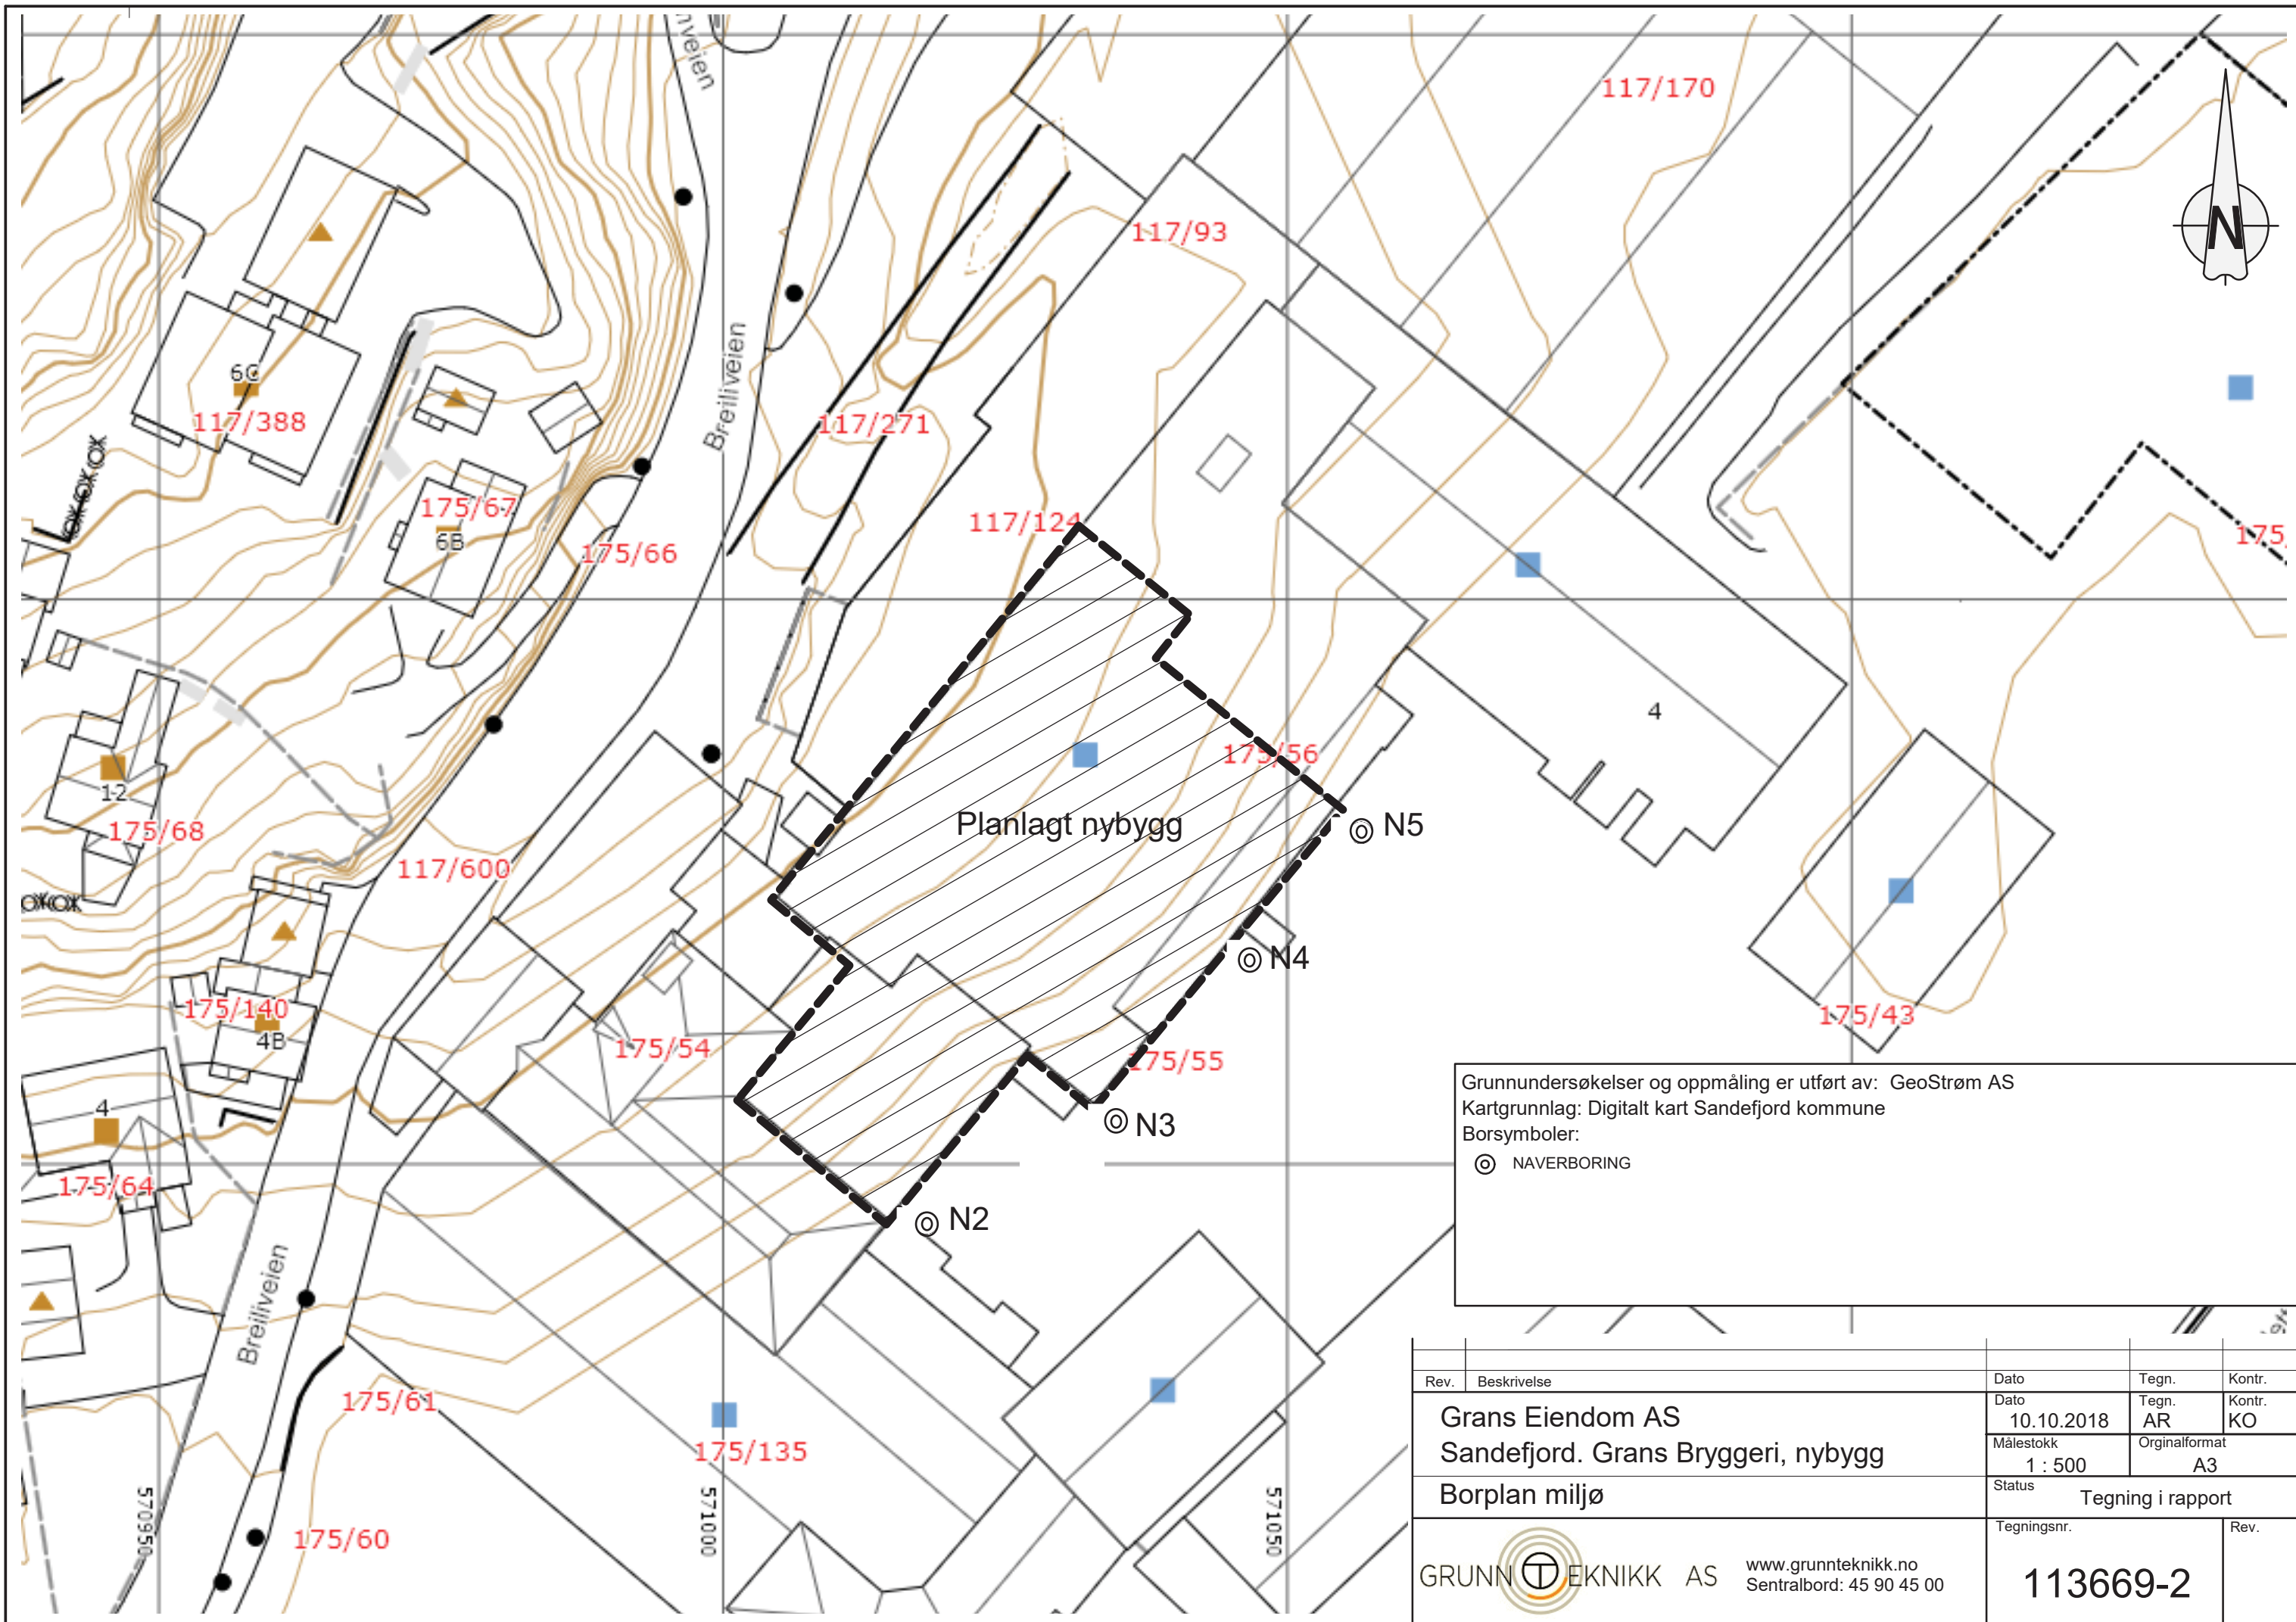 117/170
117/93
N
6C
117/388
Breiliveien
117/271
175/67
6B
175/66
117/124
4
175/56
12
175/68
Planlagt nybygg
N5
117/600
N4
175/140
4B
175/54
175/43
175/55
4
N3
175/64
N2
Breiliveien
175/61
175/135
175/60
570950
571000
571050
Grunnundersøkelser og oppmåling er utført av: GeoStrøm AS
Kartgrunnlag: Digitalt kart Sandefjord kommune
Borsymboler:
NAVERBORING
Rev. Beskrivelse Dato Tegn. Kontr.
Grans Eiendom AS
Sandefjord. Grans Bryggeri, nybygg
Borplan miljø
Dato Tegn. Kontr.
10.10.2018 AR KO
Målestokk Orginalformat
1 : 500 A3
Status
Tegning i rapport
Tegningsnr. Rev.
113669-2
GRUNNTEKNIKK AS
www.grunnteknikk.no
Sentralbord: 45 90 45 00